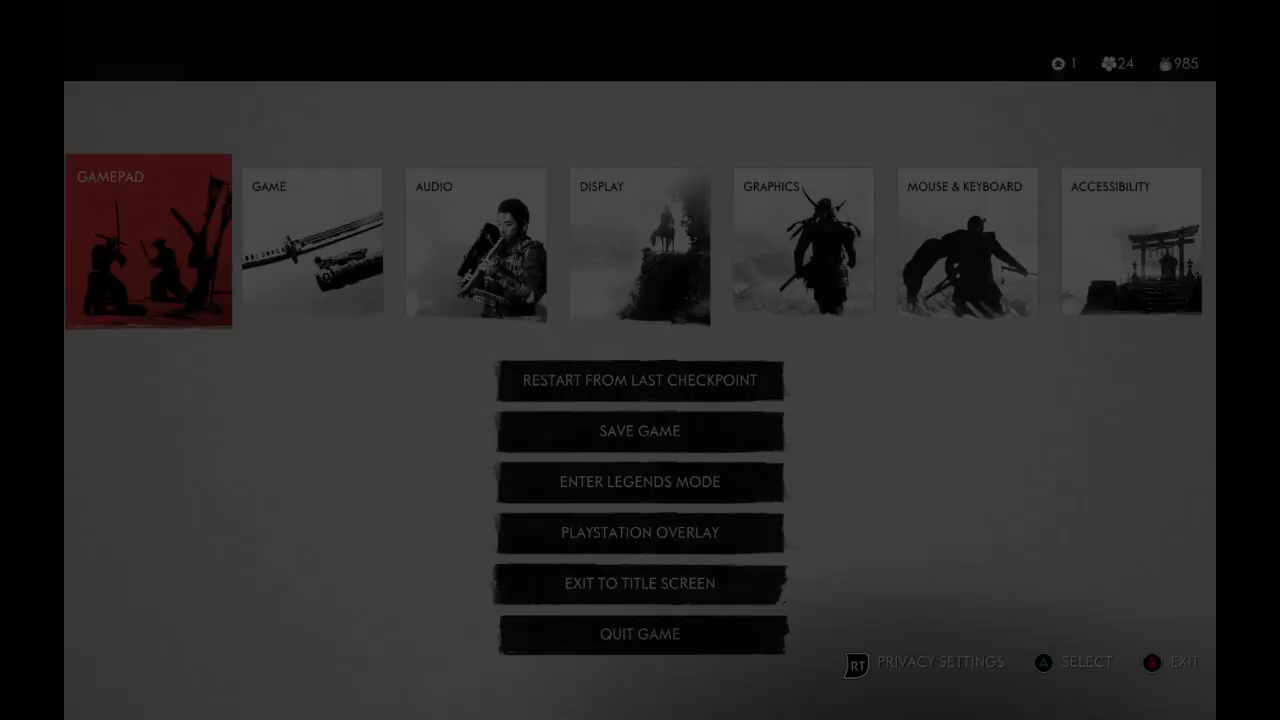 1 24 985
GAMEPAD
GAME
AUDIO
DISPLAY
GRAPHICS
MOUSE & KEYBOARD
ACCESSIBILITY
RESTART FROM LAST CHECKPOINT
SAVE GAME
ENTER LEGENDS MODE
PLAYSTATION OVERLAY
EXIT TO TITLE SCREEN
QUIT GAME
RT PRIVACY SETTINGS A SELECT B EXIT